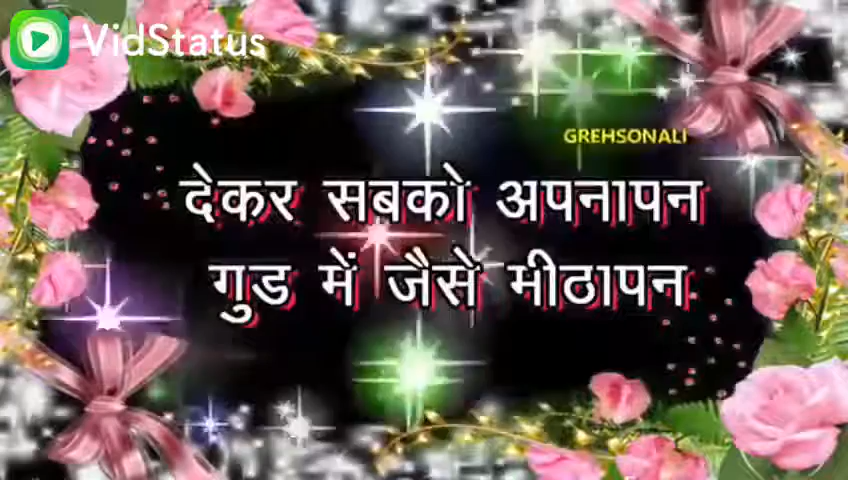 VidStatus
GREHSONALI
देकर सबको अपनापन
गुड में जैसे मीठापन